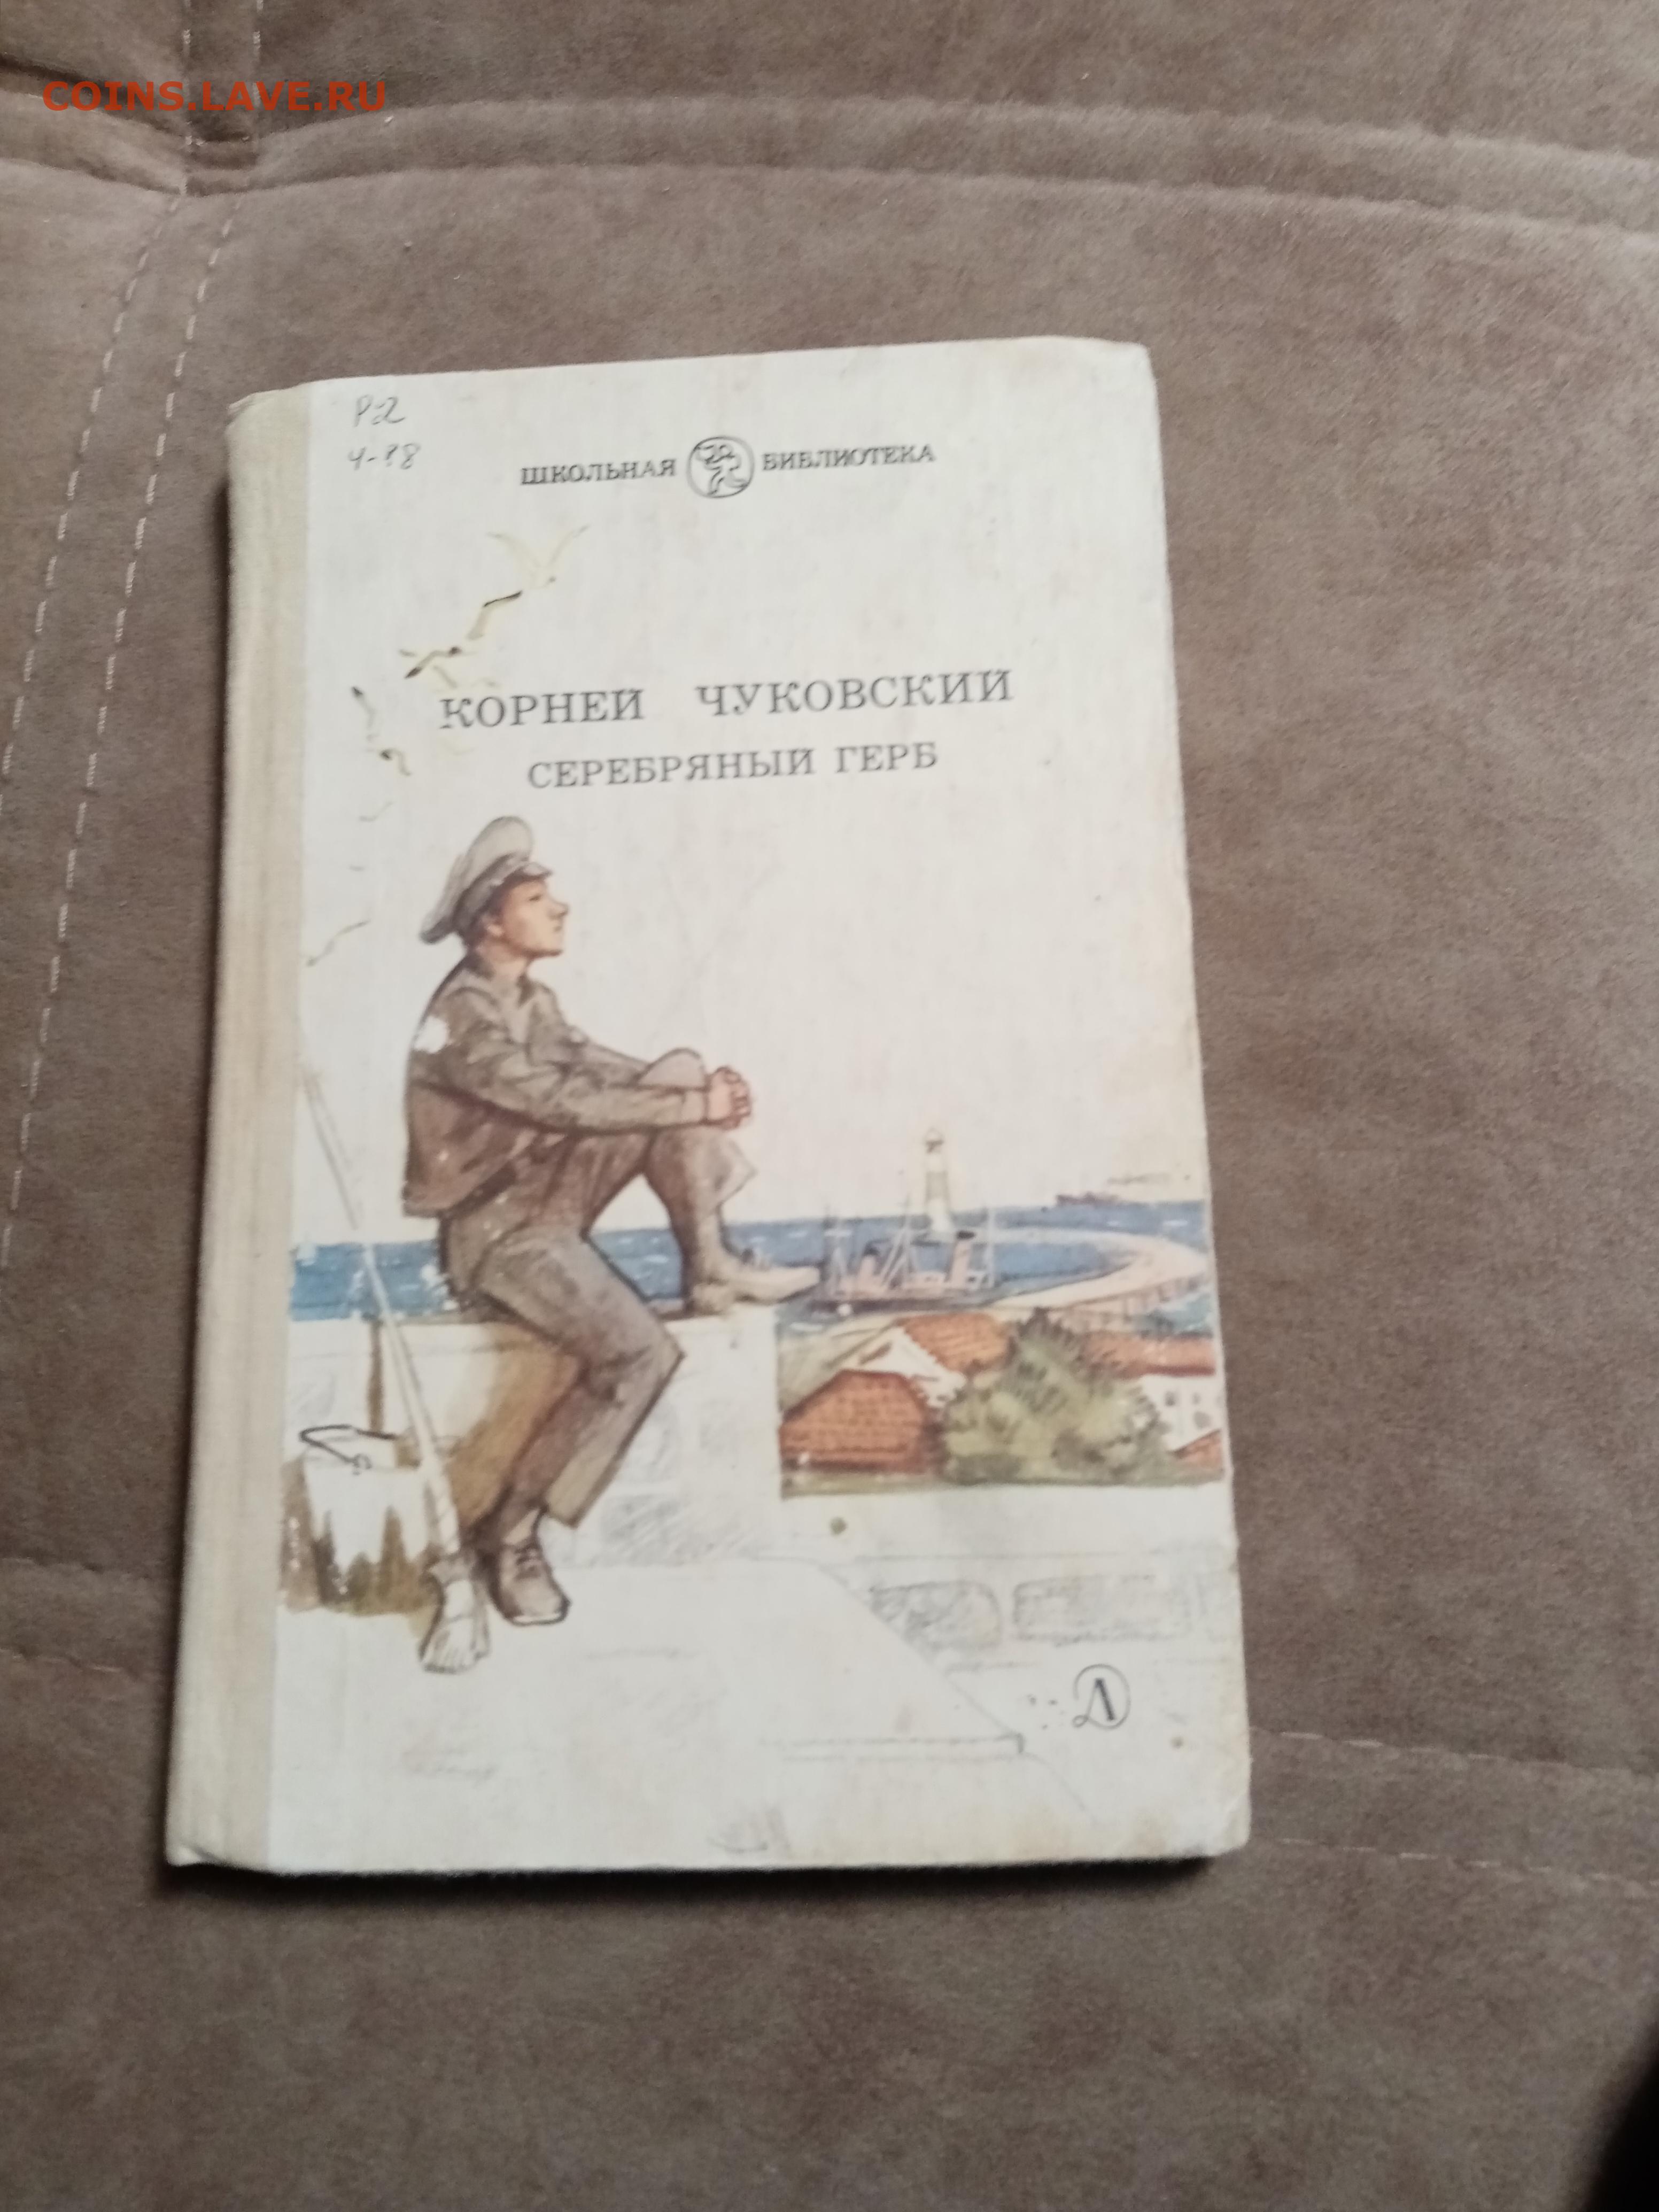 COINS.LAVE.RU
Р2
Ч-88
ШКОЛЬНАЯ БИБЛИОТЕКА
КОРНЕЙ ЧУКОВСКИЙ
СЕРЕБРЯНЫЙ ГЕРБ
Д